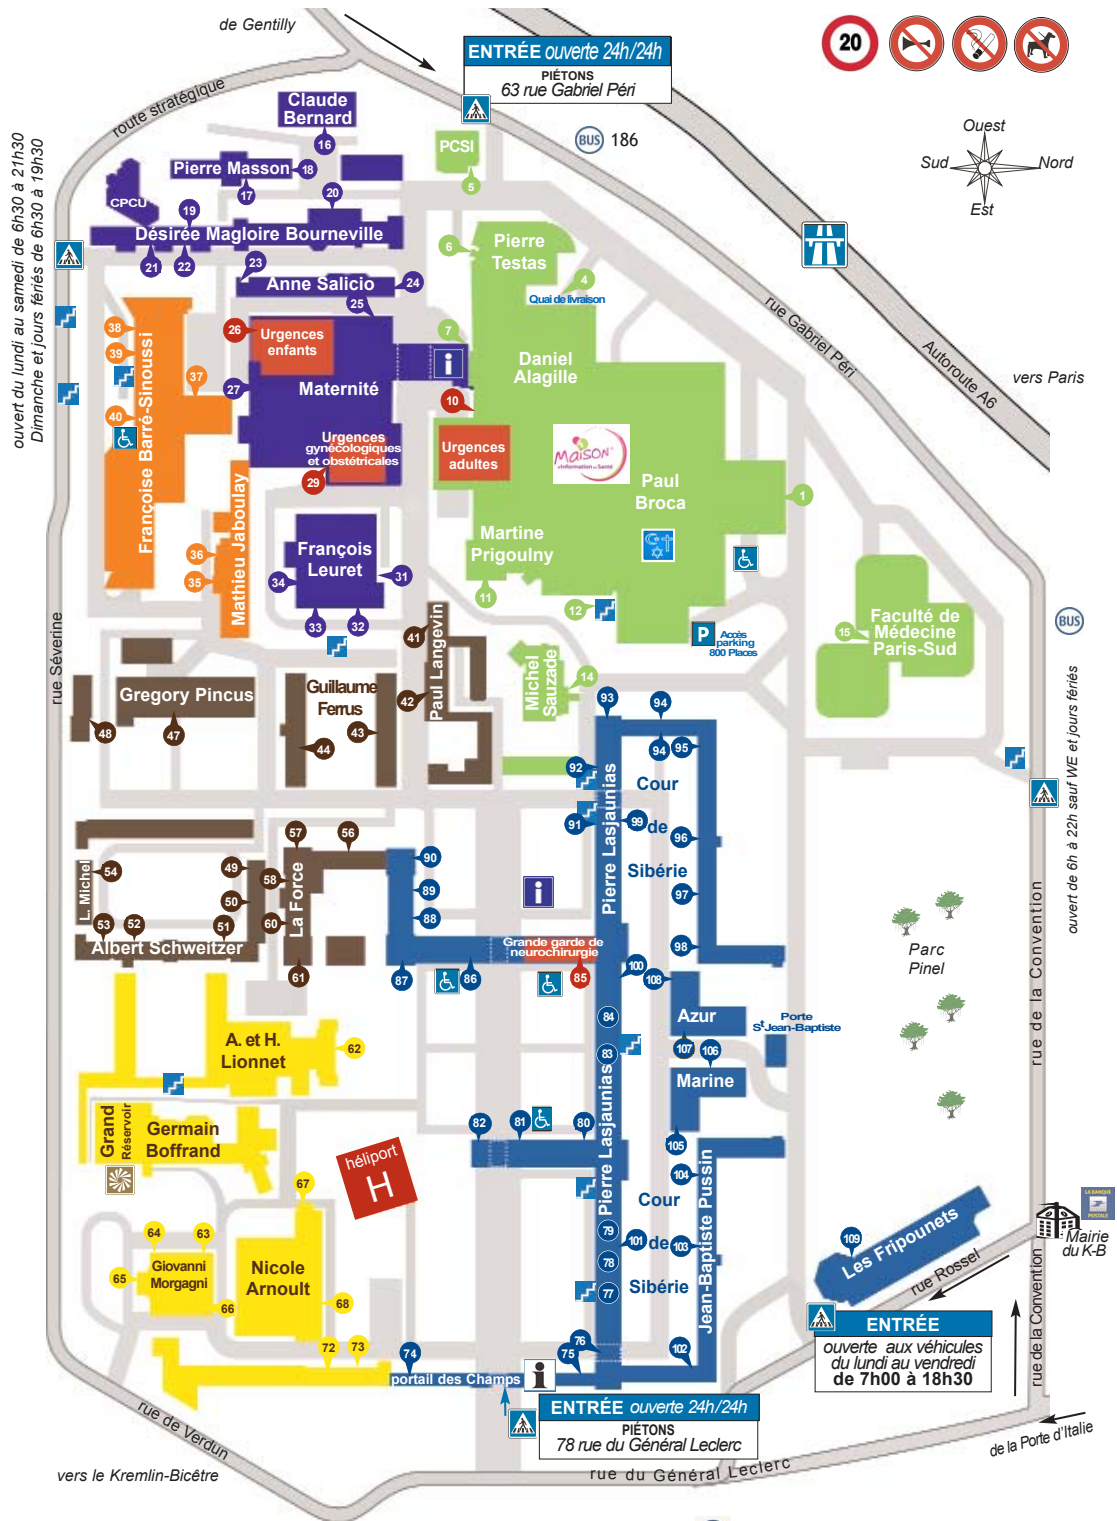 de Gentilly
ENTRÉE ouverte 24h/24h
PIÉTONS
63 rue Gabriel Péri
20
BUS 186
Ouest
Sud
Nord
Est
route stratégique
ouvert du lundi au samedi de 6h30 à 21h30
Dimanche et jours fériés de 6h30 à 19h30
Claude
Bernard
16
PCSI
5
Pierre Masson
18
17
CPCU
19
20
Désirée Magloire Bourneville
21
22
23
Anne Salicio
24
25
6
Pierre
Testas
4
Quai de livraison
rue Gabriel Péri
Autoroute A6
vers Paris
26
Urgences
enfants
7
i
Daniel
Alagille
27
Maternité
10
38
39
37
40
Françoise Barré-Sinoussi
Urgences
gynécologiques
et obstétricales
29
Urgences
adultes
Maison
d'Information en Santé
Paul
Broca
1
Mathieu Jaboulay
36
35
François
Leuret
34
31
33
32
Martine
Prigoulny
11
12
P
Accès
parking
800 Places
Faculté de
Médecine
Paris-Sud
15
BUS
rue Séverine
41
Paul Langevin
42
Gregory Pincus
48
47
Guillaume
Ferrus
44
43
Michel
Sauzade
14
93
94
94
95
92
91
99
Pierre Lasjaunias
Cour
de
Sibérie
96
97
98
ouvert de 6h à 22h sauf WE et jours fériés
rue de la Convention
Parc
Pinel
L. Michel
54
49
50
53
52
51
Albert Schweitzer
57
56
58
La Force
60
61
90
89
88
i
Grande garde de
neurochirurgie
87
86
85
100
108
Azur
Porte
St Jean-Baptiste
84
83
107
106
Marine
105
A. et H.
Lionnet
62
Grand
Réservoir
Germain
Boffrand
héliport
H
82
81
80
Pierre Lasjaunias
104
67
64
63
Giovanni
Morgagni
65
66
Nicole
Arnoult
68
79
101
78
77
Cour
de
Sibérie
103
Jean-Baptiste Pussin
109
Les Fripounets
LA BANQUE
POSTALE
Mairie
du K-B
rue Rossel
rue de la Convention
ENTRÉE
ouverte aux véhicules
du lundi au vendredi
de 7h00 à 18h30
72
73
74
portail des Champs
i
75
76
102
ENTRÉE ouverte 24h/24h
PIÉTONS
78 rue du Général Leclerc
rue de Verdun
vers le Kremlin-Bicêtre
rue du Général Leclerc
de la Porte d'Italie